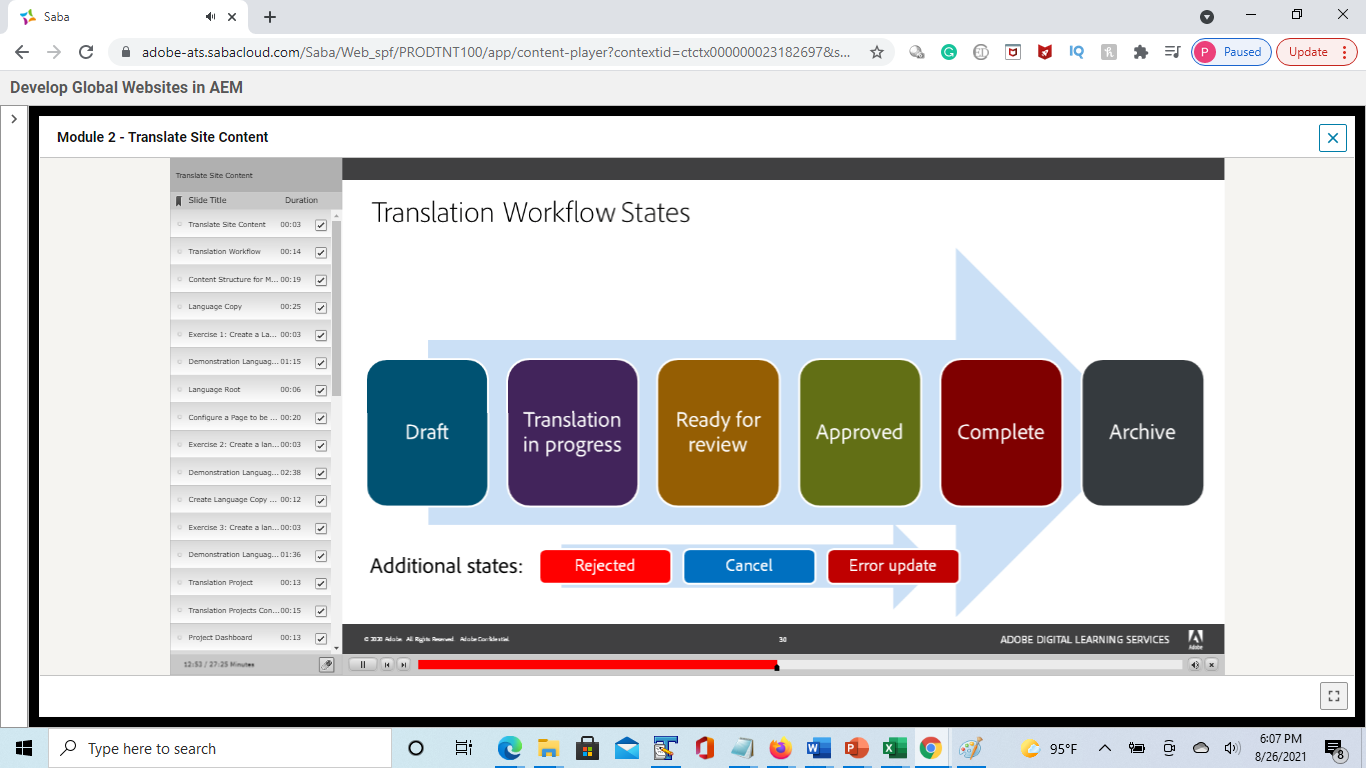 Saba
adobe-ats.sabacloud.com/Saba/Web_spf/PRODTNT100/app/content-player?contextid=ctctx000000023182697&s...
Paused
Update
Develop Global Websites in AEM
Module 2 - Translate Site Content
Translate Site Content
Slide Title Duration
Translate Site Content 00:03
Translation Workflow 00:14
Content Structure for M... 00:19
Language Copy 00:25
Exercise 1: Create a La... 00:03
Demonstration Languag... 01:15
Language Root 00:06
Configure a Page to be ... 00:20
Exercise 2: Create a lan... 00:03
Demonstration Languag... 02:38
Create Language Copy ... 00:12
Exercise 3: Create a lan... 00:03
Demonstration Languag... 01:36
Translation Project 00:13
Translation Projects Con... 00:15
Project Dashboard 00:13
12:53 / 27:25 Minutes
Translation Workflow States
Draft
Translation
in progress
Ready for
review
Approved
Complete
Archive
Additional states:
Rejected
Cancel
Error update
© 2020 Adobe. All Rights Reserved. Adobe Confidential.
30
ADOBE DIGITAL LEARNING SERVICES
Adobe
Type here to search
95°F
6:07 PM
8/26/2021
8